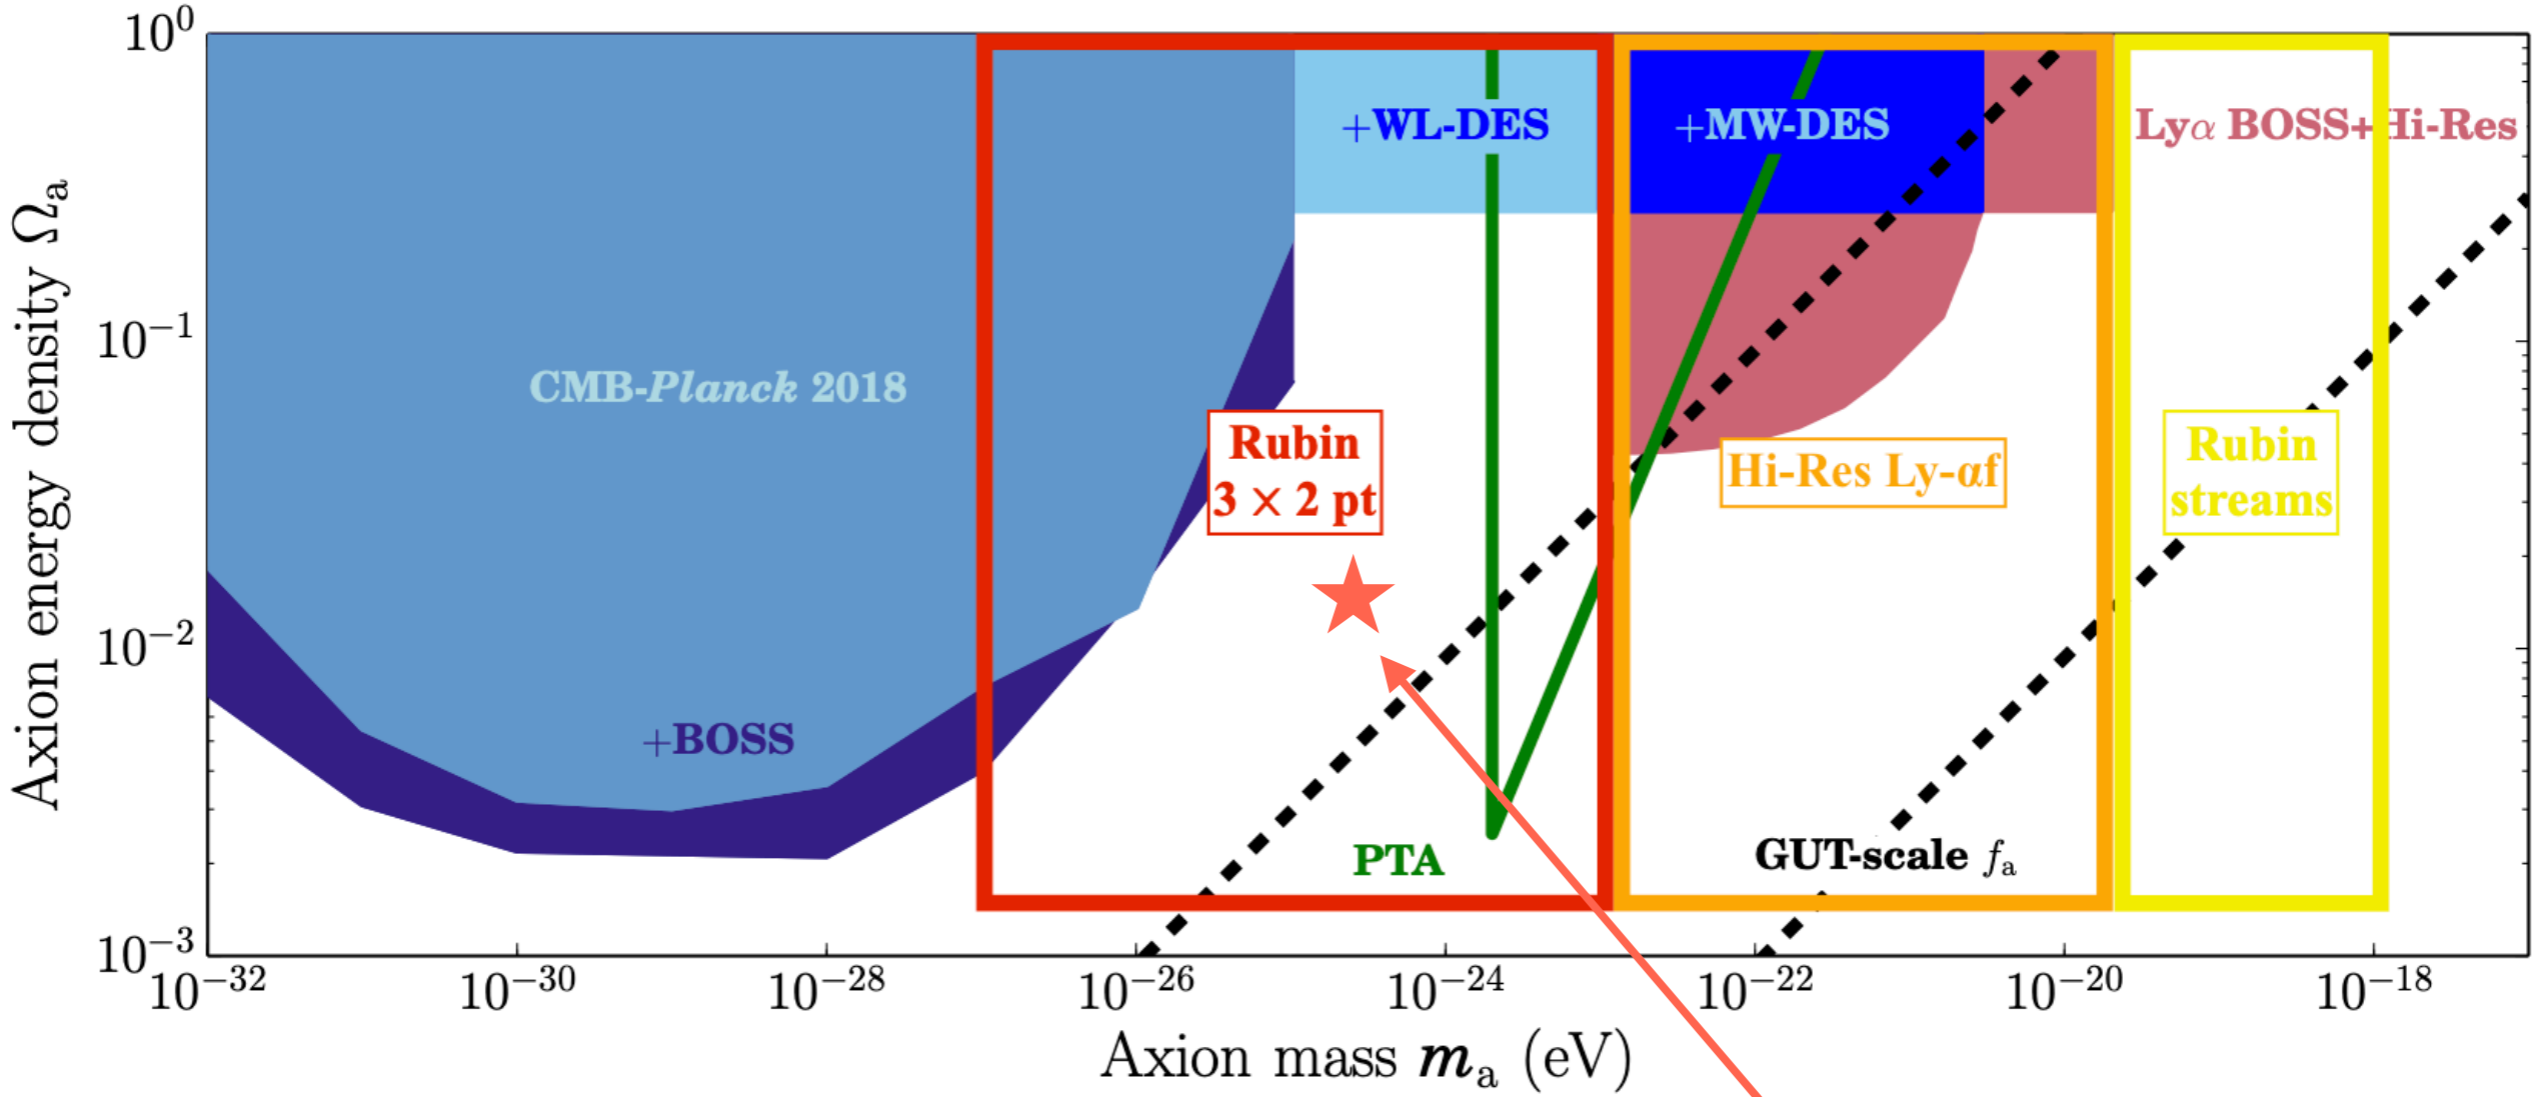 Axion energy density Ωₐ
10⁰
10⁻¹
10⁻²
10⁻³
+WL-DES
+MW-DES
Lyα BOSS+Hi-Res
CMB-Planck 2018
Rubin
3 × 2 pt
Hi-Res Ly-αf
Rubin
streams
+BOSS
PTA
GUT-scale fₐ
10⁻³²
10⁻³⁰
10⁻²⁸
10⁻²⁶
10⁻²⁴
10⁻²²
10⁻²⁰
10⁻¹⁸
Axion mass mₐ (eV)